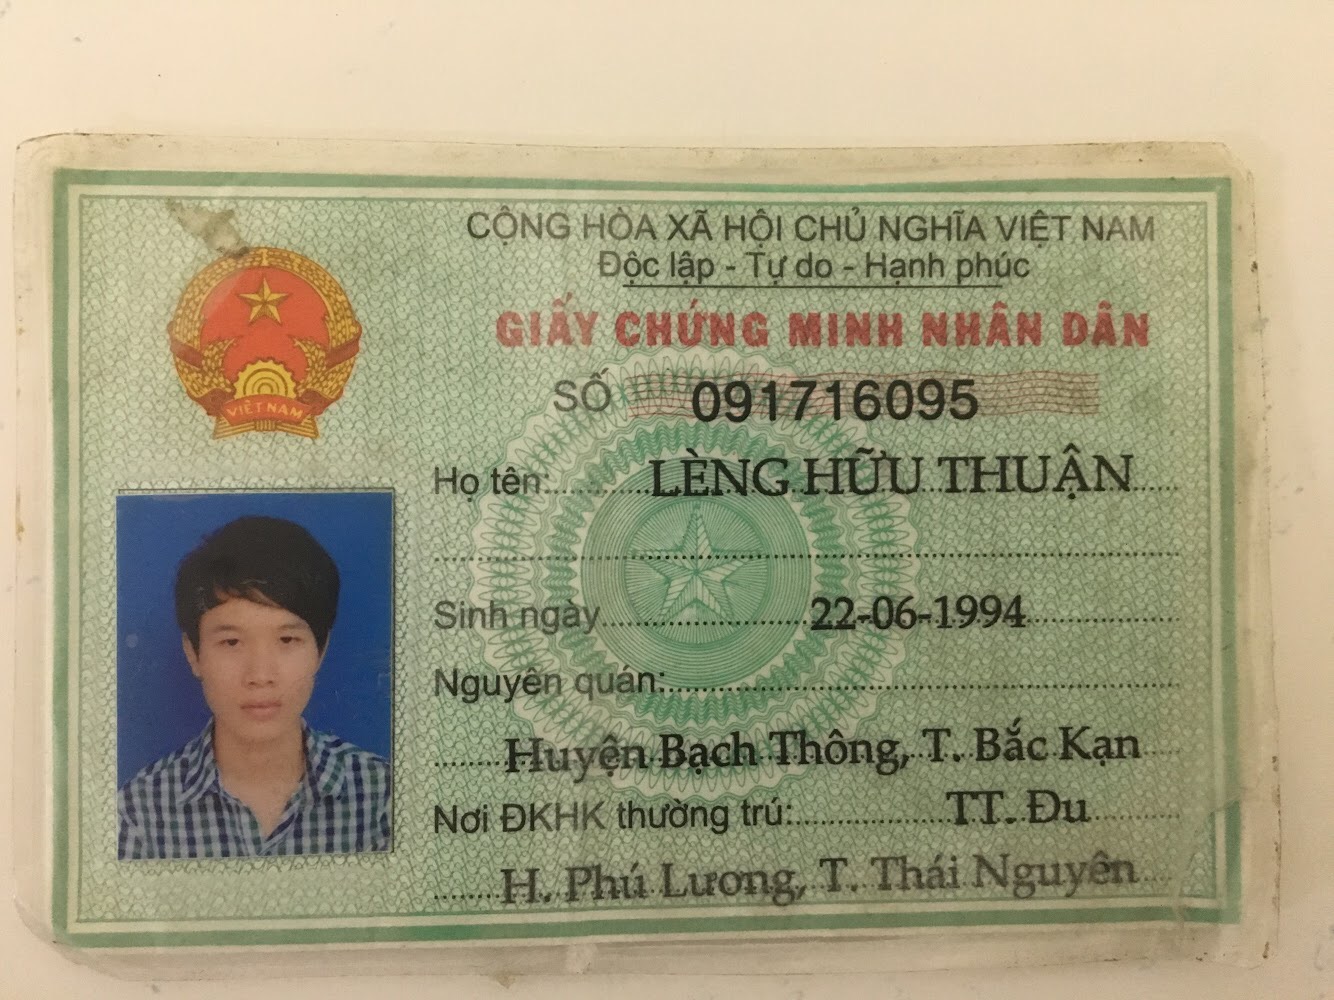 CỘNG HÒA XÃ HỘI CHỦ NGHĨA VIỆT NAM
Độc lập - Tự do - Hạnh phúc
GIẤY CHỨNG MINH NHÂN DÂN
SỐ 091716095
VIỆT NAM
Họ tên: LÈNG HỮU THUẬN
Sinh ngày 22-06-1994
Nguyên quán:
Huyện Bạch Thông, T. Bắc Kạn
Nơi ĐKHK thường trú: TT. Đu
H. Phú Lương, T. Thái Nguyên